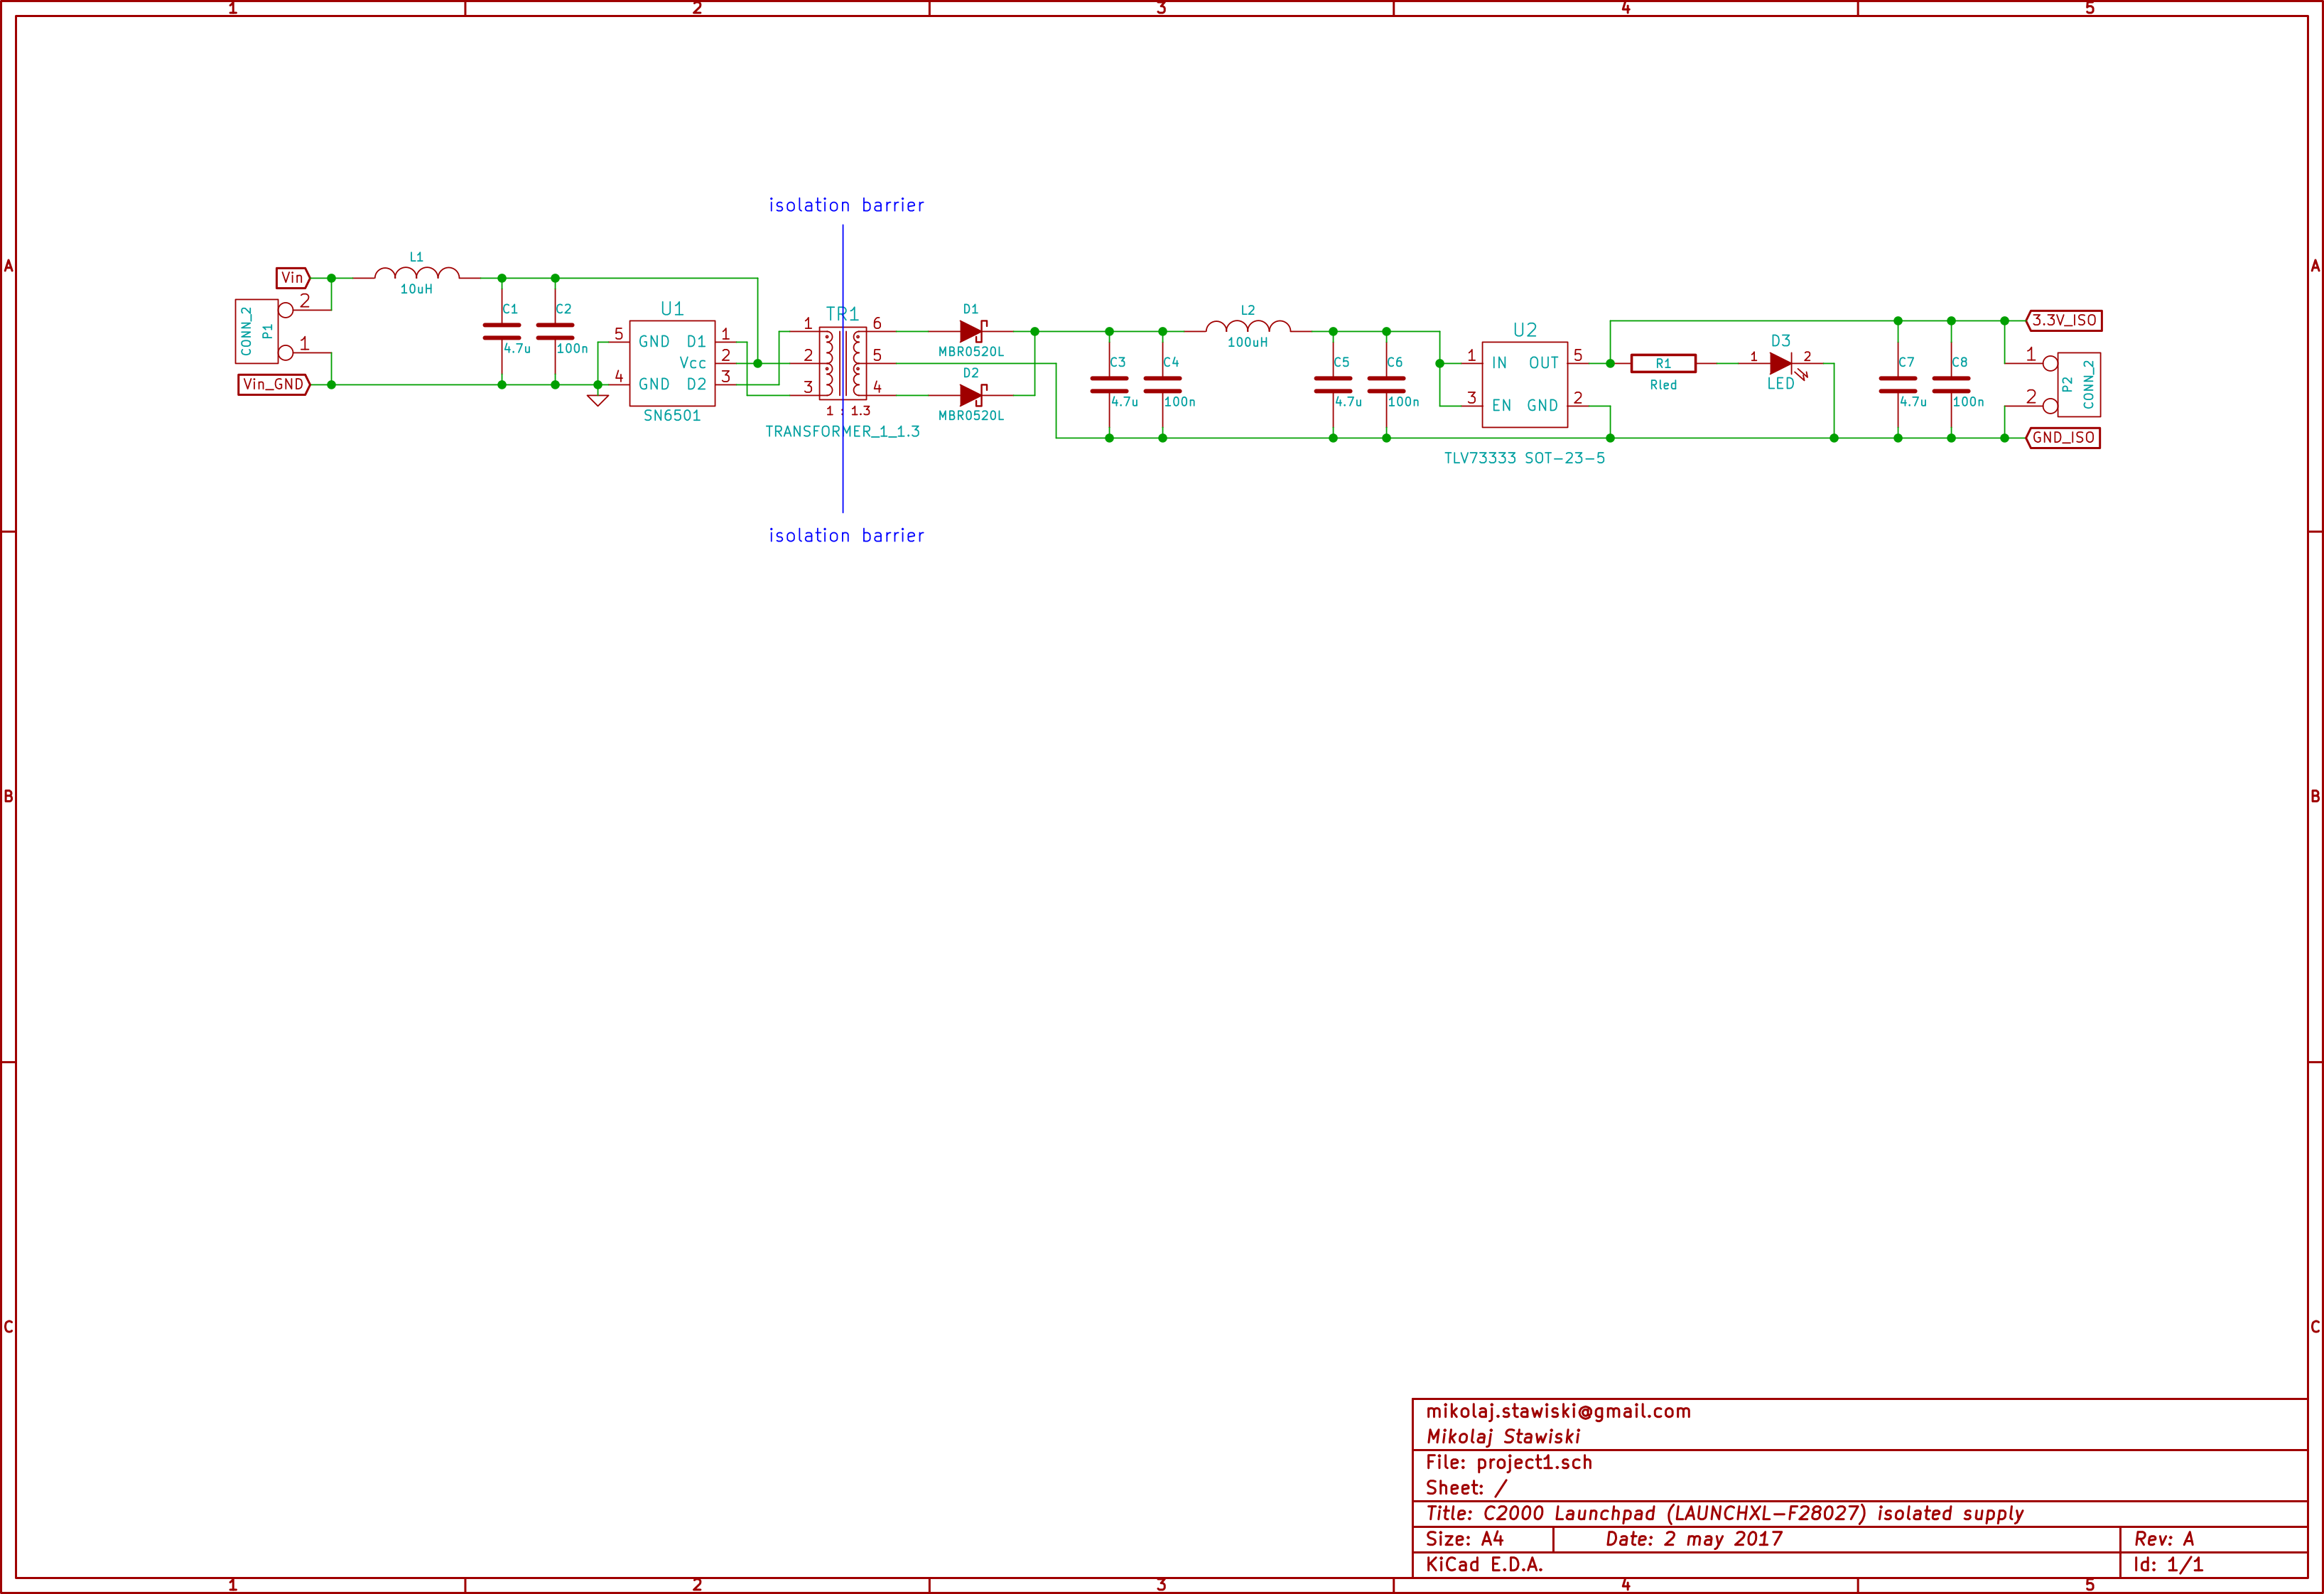 1 2 3 4 5
A A
isolation barrier
Vin
L1
10uH
CONN_2
P1
2
1
Vin_GND
C1
4.7u
C2
100n
U1
5 GND D1 1
Vcc 2
4 GND D2 3
SN6501
TR1
1 6
2 5
3 4
1 : 1.3
TRANSFORMER_1_1.3
D1
MBR0520L
D2
MBR0520L
isolation barrier
C3
4.7u
C4
100n
L2
100uH
C5
4.7u
C6
100n
U2
1 IN OUT 5
3 EN GND 2
TLV73333 SOT-23-5
R1
Rled
D3
1 2
LED
C7
4.7u
C8
100n
3.3V_ISO
1
2
P2
CONN_2
GND_ISO
B B
C C
mikolaj.stawiski@gmail.com
Mikolaj Stawiski
File: project1.sch
Sheet: /
Title: C2000 Launchpad (LAUNCHXL-F28027) isolated supply
Size: A4 Date: 2 may 2017 Rev: A
KiCad E.D.A. Id: 1/1
1 2 3 4 5